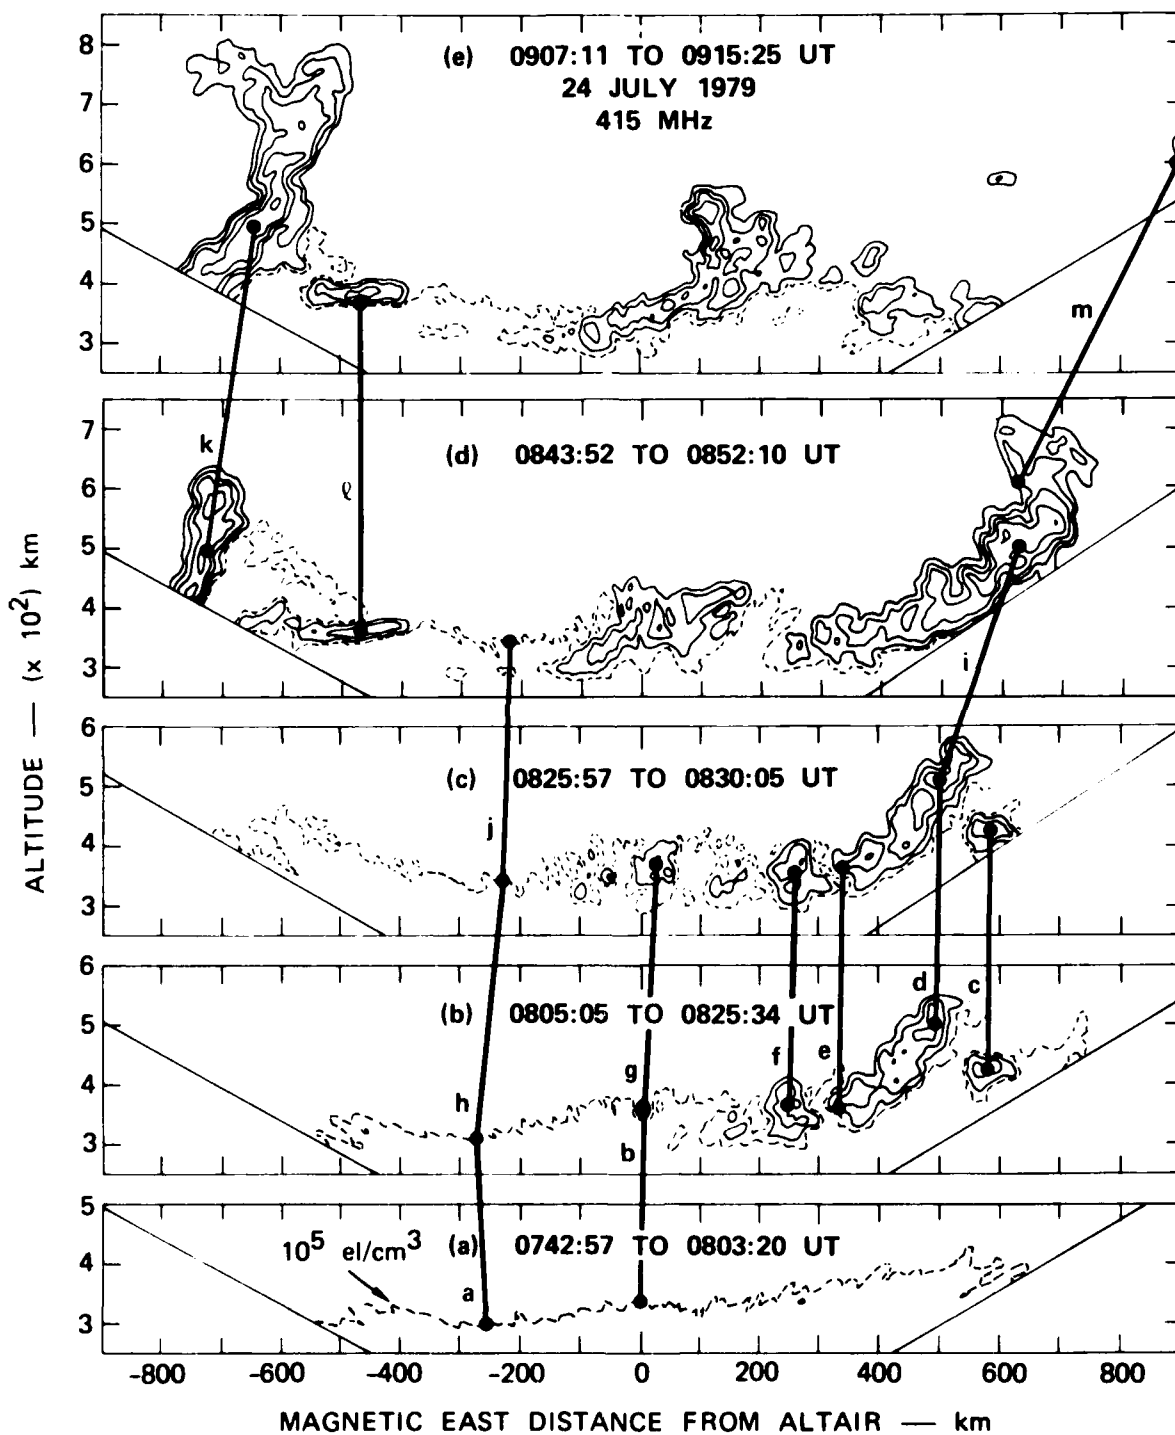 8
7
6
5
4
3
(e) 0907:11 TO 0915:25 UT
24 JULY 1979
415 MHz
m
7
6
5
4
3
k
(d) 0843:52 TO 0852:10 UT
ℓ
i
6
5
4
3
(c) 0825:57 TO 0830:05 UT
j
6
5
4
3
(b) 0805:05 TO 0825:34 UT
d
c
f
e
g
h
b
5
4
3
10⁵ el/cm³
(a) 0742:57 TO 0803:20 UT
a
ALTITUDE — (x 10²) km
-800 -600 -400 -200 0 200 400 600 800
MAGNETIC EAST DISTANCE FROM ALTAIR — km